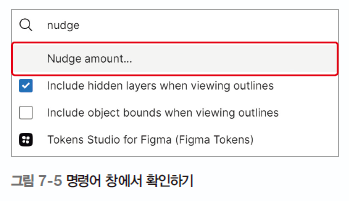 nudge
Nudge amount...
Include hidden layers when viewing outlines
Include object bounds when viewing outlines
Tokens Studio for Figma (Figma Tokens)
그림 7-5 명령어 창에서 확인하기